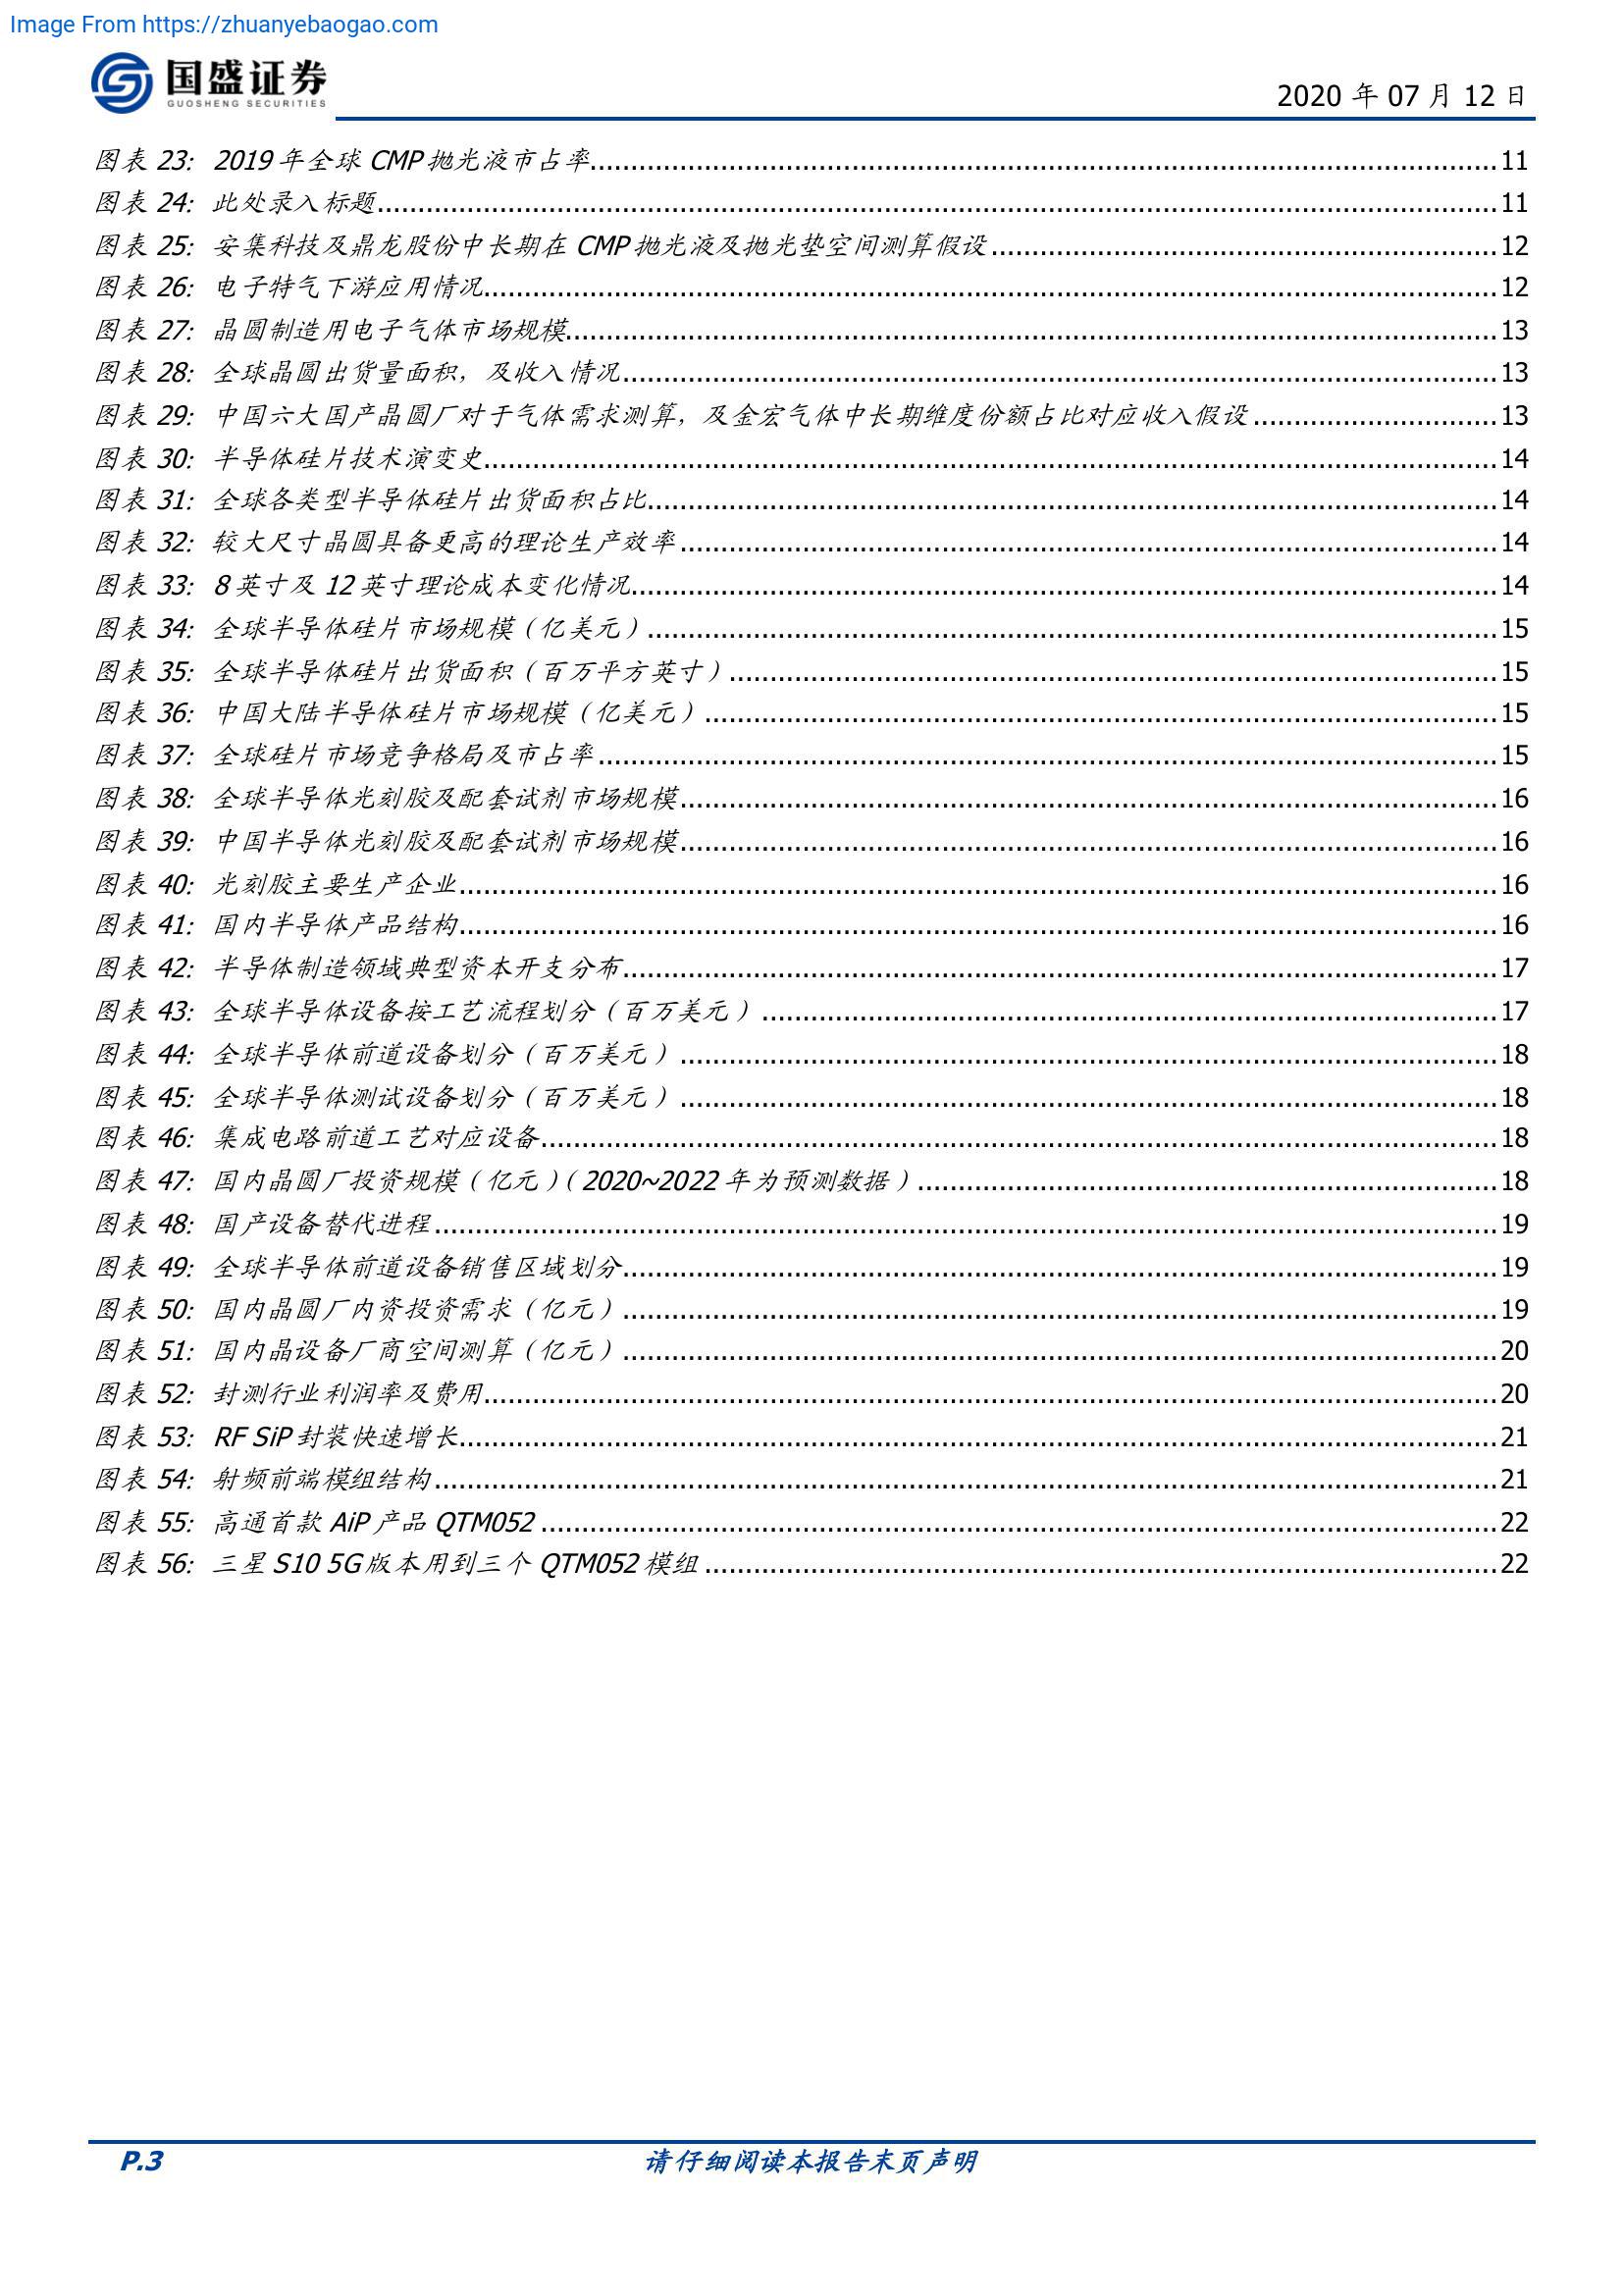 Image From https://zhuanyebaogao.com
国盛证券
GUOSHENG SECURITIES
2020 年 07 月 12 日
图表 23: 2019 年全球 CMP 抛光液市占率 11
图表 24: 此处录入标题 11
图表 25: 安集科技及鼎龙股份中长期在 CMP 抛光液及抛光垫空间测算假设 12
图表 26: 电子特气下游应用情况 12
图表 27: 晶圆制造用电子气体市场规模 13
图表 28: 全球晶圆出货量面积，及收入情况 13
图表 29: 中国六大国产晶圆厂对于气体需求测算，及金宏气体中长期维度份额占比对应收入假设 13
图表 30: 半导体硅片技术演变史 14
图表 31: 全球各类型半导体硅片出货面积占比 14
图表 32: 较大尺寸晶圆具备更高的理论生产效率 14
图表 33: 8 英寸及 12 英寸理论成本变化情况 14
图表 34: 全球半导体硅片市场规模（亿美元） 15
图表 35: 全球半导体硅片出货面积（百万平方英寸） 15
图表 36: 中国大陆半导体硅片市场规模（亿美元） 15
图表 37: 全球硅片市场竞争格局及市占率 15
图表 38: 全球半导体光刻胶及配套试剂市场规模 16
图表 39: 中国半导体光刻胶及配套试剂市场规模 16
图表 40: 光刻胶主要生产企业 16
图表 41: 国内半导体产品结构 16
图表 42: 半导体制造领域典型资本开支分布 17
图表 43: 全球半导体设备按工艺流程划分（百万美元） 17
图表 44: 全球半导体前道设备划分（百万美元） 18
图表 45: 全球半导体测试设备划分（百万美元） 18
图表 46: 集成电路前道工艺对应设备 18
图表 47: 国内晶圆厂投资规模（亿元）（2020~2022 年为预测数据） 18
图表 48: 国产设备替代进程 19
图表 49: 全球半导体前道设备销售区域划分 19
图表 50: 国内晶圆厂内资投资需求（亿元） 19
图表 51: 国内晶设备厂商空间测算（亿元） 20
图表 52: 封测行业利润率及费用 20
图表 53: RF SiP 封装快速增长 21
图表 54: 射频前端模组结构 21
图表 55: 高通首款 AiP 产品 QTM052 22
图表 56: 三星 S10 5G 版本用到三个 QTM052 模组 22
P.3
请仔细阅读本报告末页声明